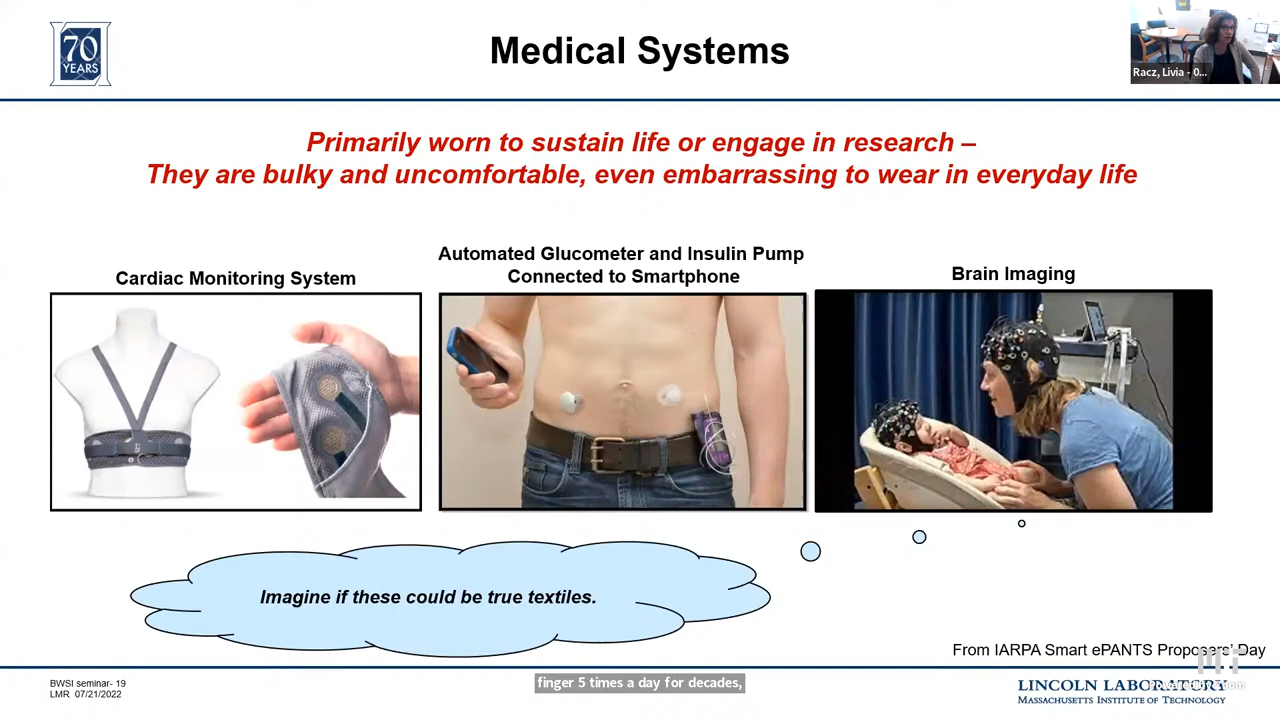 70
YEARS
Medical Systems
Racz, Livia - 0...
Primarily worn to sustain life or engage in research –
They are bulky and uncomfortable, even embarrassing to wear in everyday life
Cardiac Monitoring System
Automated Glucometer and Insulin Pump
Connected to Smartphone
Brain Imaging
Imagine if these could be true textiles.
From IARPA Smart ePANTS Proposers' Day
BWSI seminar- 19
LMR 07/21/2022
finger 5 times a day for decades,
LINCOLN LABORATORY
MASSACHUSETTS INSTITUTE OF TECHNOLOGY
Powered by Zoom